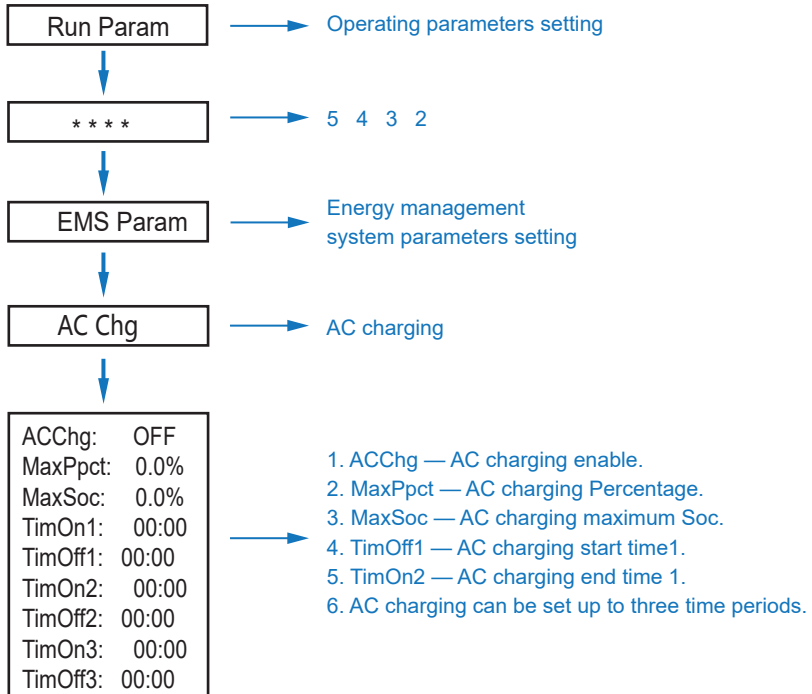 Run Param
Operating parameters setting
* * * *
5 4 3 2
EMS Param
Energy management
system parameters setting
AC Chg
AC charging
ACChg: OFF
MaxPpct: 0.0%
MaxSoc: 0.0%
TimOn1: 00:00
TimOff1: 00:00
TimOn2: 00:00
TimOff2: 00:00
TimOn3: 00:00
TimOff3: 00:00
1. ACChg — AC charging enable.
2. MaxPpct — AC charging Percentage.
3. MaxSoc — AC charging maximum Soc.
4. TimOff1 — AC charging start time1.
5. TimOn2 — AC charging end time 1.
6. AC charging can be set up to three time periods.